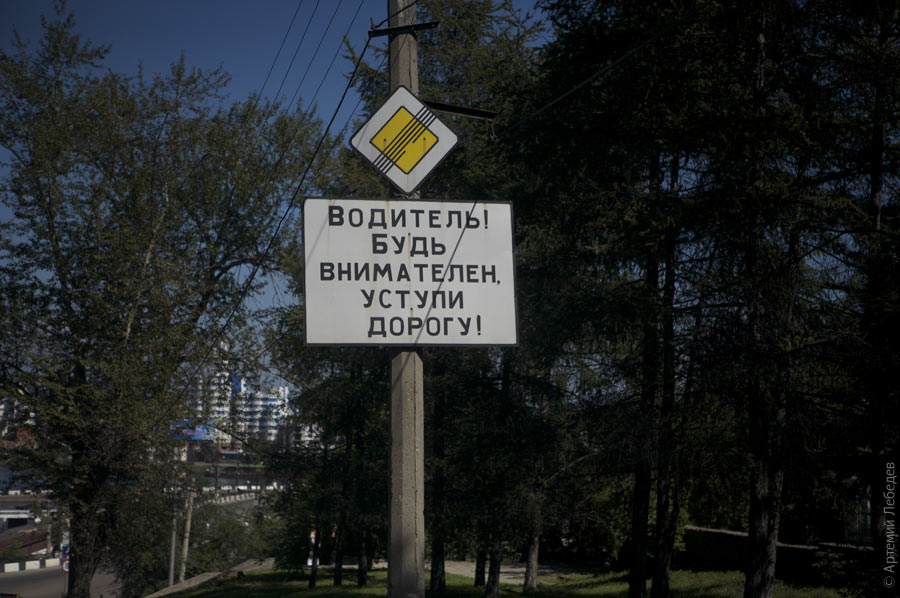 ВОДИТЕЛЬ!
БУДЬ
ВНИМАТЕЛЕН,
УСТУПИ
ДОРОГУ!
© Артемий Лебедев